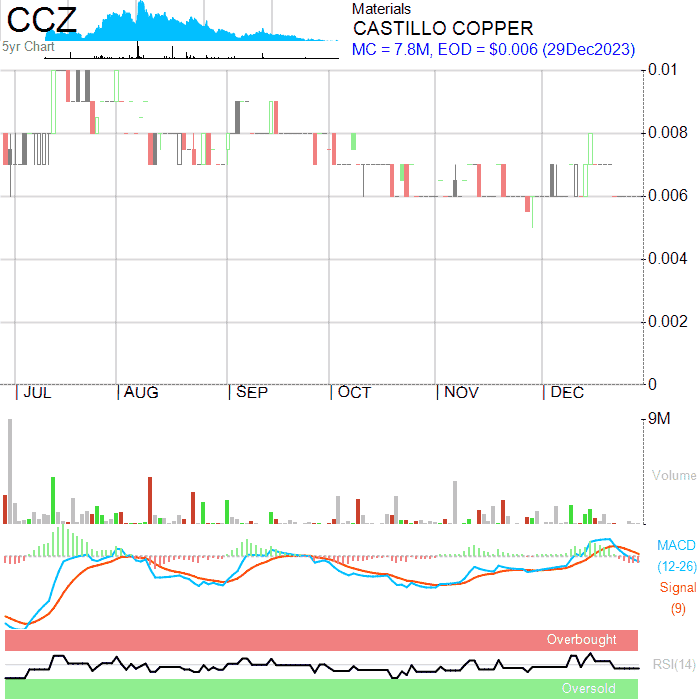 CCZ
5yr Chart
Materials
CASTILLO COPPER
MC = 7.8M, EOD = $0.006 (29Dec2023)
0.01
0.008
0.006
0.004
0.002
0
JUL AUG SEP OCT NOV DEC
9M
Volume
MACD
(12-26)
Signal
(9)
Overbought
RSI(14)
Oversold